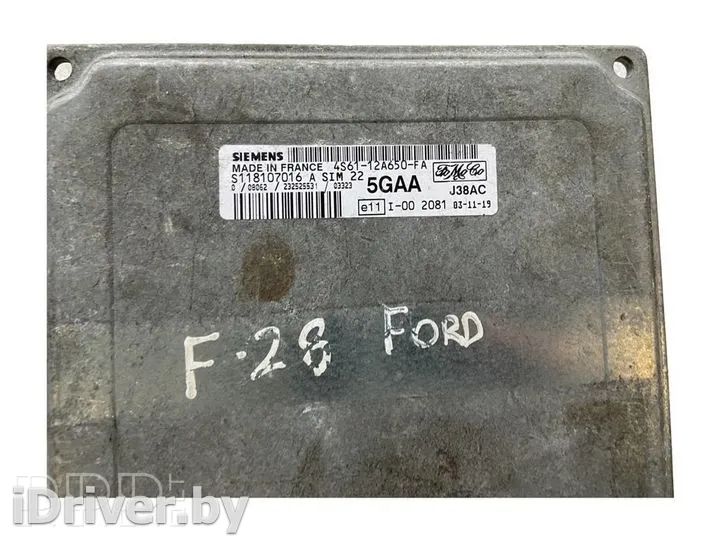 SIEMENS
MADE IN FRANCE 4S61-12A650-FA
S118107016 A SIM 22
0 / 08062 / 232525531 / 03323
5GAA
FoMoCo
J38AC
e11 I-00 2081 03-11-19
F-28 FORD
iDriver.by